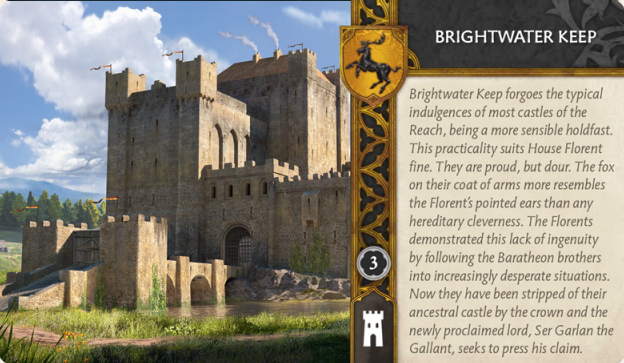 BRIGHTWATER KEEP
Brightwater Keep forgoes the typical
indulgences of most castles of the
Reach, being a more sensible holdfast.
This practicality suits House Florent
fine. They are proud, but dour. The fox
on their coat of arms more resembles
the Florent's pointed ears than any
hereditary cleverness. The Florents
demonstrated this lack of ingenuity
by following the Baratheon brothers
into increasingly desperate situations.
Now they have been stripped of their
ancestral castle by the crown and the
newly proclaimed lord, Ser Garlan the
Gallant, seeks to press his claim.
3